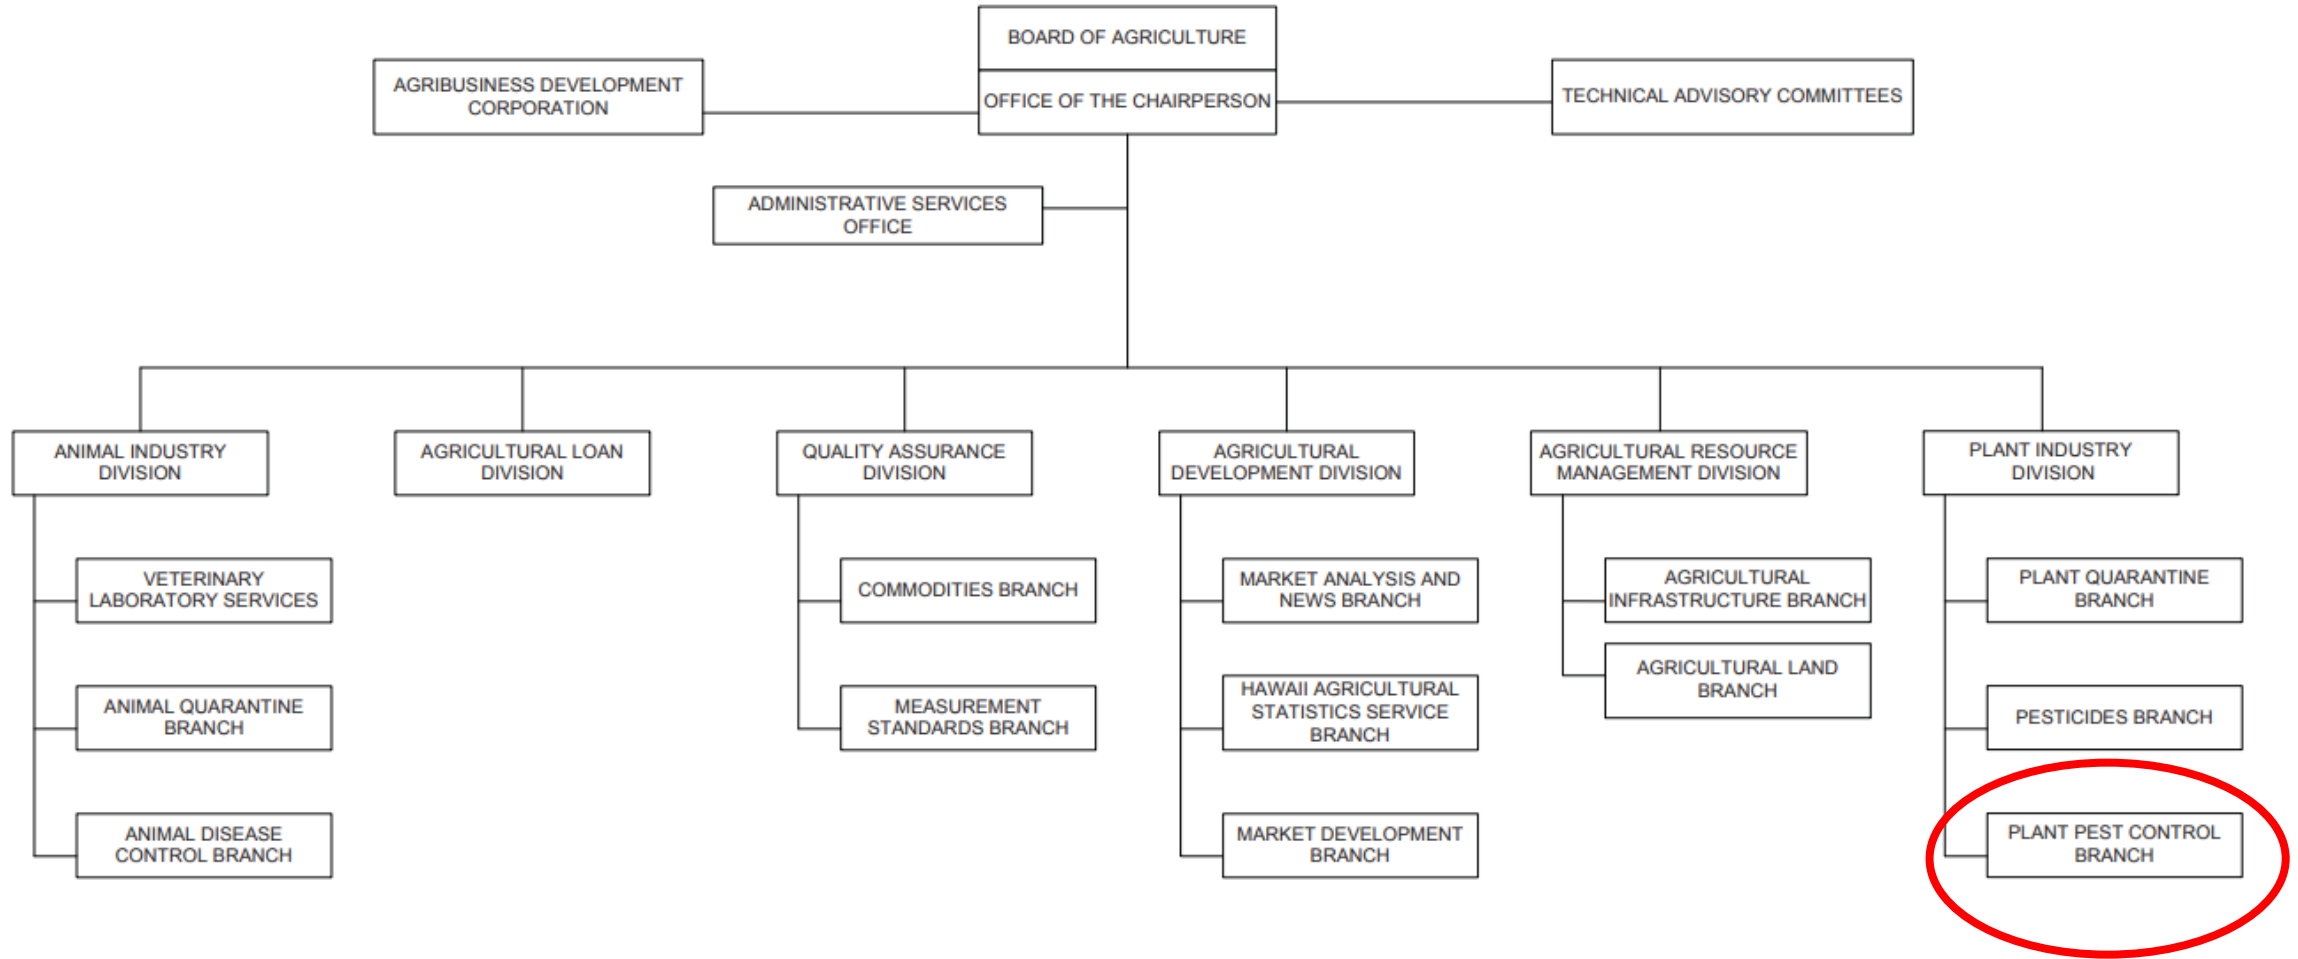 BOARD OF AGRICULTURE
OFFICE OF THE CHAIRPERSON
AGRIBUSINESS DEVELOPMENT
CORPORATION
TECHNICAL ADVISORY COMMITTEES
ADMINISTRATIVE SERVICES
OFFICE
ANIMAL INDUSTRY
DIVISION
VETERINARY
LABORATORY SERVICES
ANIMAL QUARANTINE
BRANCH
ANIMAL DISEASE
CONTROL BRANCH
AGRICULTURAL LOAN
DIVISION
QUALITY ASSURANCE
DIVISION
COMMODITIES BRANCH
MEASUREMENT
STANDARDS BRANCH
AGRICULTURAL
DEVELOPMENT DIVISION
MARKET ANALYSIS AND
NEWS BRANCH
HAWAII AGRICULTURAL
STATISTICS SERVICE
BRANCH
MARKET DEVELOPMENT
BRANCH
AGRICULTURAL RESOURCE
MANAGEMENT DIVISION
AGRICULTURAL
INFRASTRUCTURE BRANCH
AGRICULTURAL LAND
BRANCH
PLANT INDUSTRY
DIVISION
PLANT QUARANTINE
BRANCH
PESTICIDES BRANCH
PLANT PEST CONTROL
BRANCH